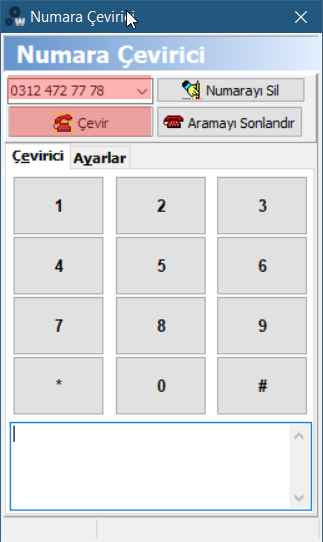 Numara Çevirici
Numara Çevirici
0312 472 77 78
Numarayı Sil
Çevir
Aramayı Sonlandır
Çevirici
Ayarlar
1
2
3
4
5
6
7
8
9
*
0
#